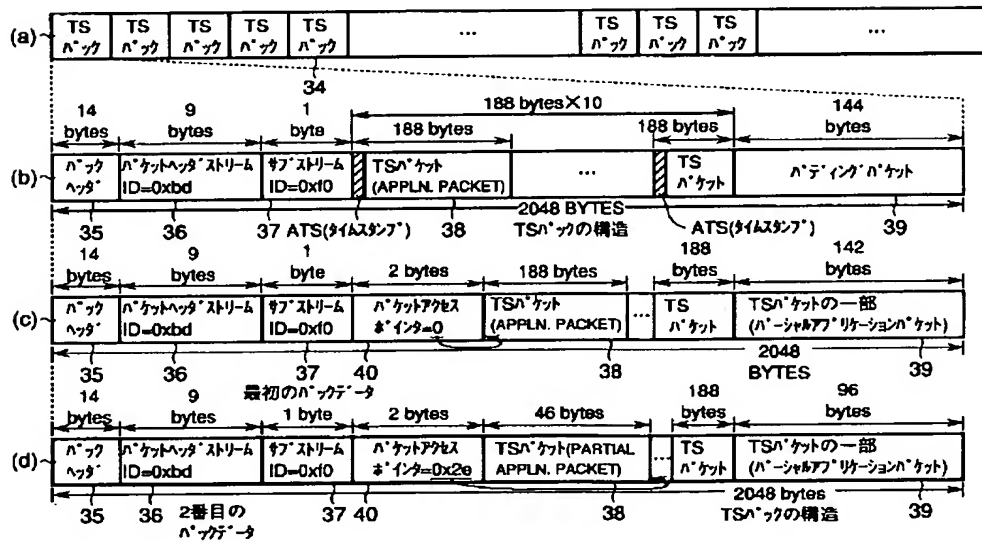 (a)
TS パック
TS パック
TS パック
TS パック
TS パック
...
TS パック
TS パック
TS パック
...
34
14 bytes
9 bytes
1 byte
188 bytes×10
188 bytes
188 bytes
144 bytes
(b)
パック ヘッダ
パケットヘッダストリーム ID=0xbd
サブストリーム ID=0xf0
TSパケット (APPLN. PACKET)
...
TS パケット
パディングパケット
2048 BYTES
35
36
37
ATS(タイムスタンプ)
38
TSパックの構造
ATS(タイムスタンプ)
39
14 bytes
9 bytes
1 byte
2 bytes
188 bytes
188 bytes
142 bytes
(c)
パック ヘッダ
パケットヘッダストリーム ID=0xbd
サブストリーム ID=0xf0
パケットアクセス ポインタ=0
TSパケット (APPLN. PACKET)
...
TS パケット
TSパケットの一部 (パーシャルアプリケーションパケット)
2048 BYTES
35
36
37
40
38
39
最初のパックデータ
14 bytes
9 bytes
1 byte
2 bytes
46 bytes
188 bytes
96 bytes
(d)
パック ヘッダ
パケットヘッダストリーム ID=0xbd
サブストリーム ID=0xf0
パケットアクセス ポインタ=0x2e
TSパケット(PARTIAL APPLN. PACKET)
...
TS パケット
TSパケットの一部 (パーシャルアプリケーションパケット)
2048 bytes
35
36
2番目の パックデータ
37
40
38
TSパックの構造
39